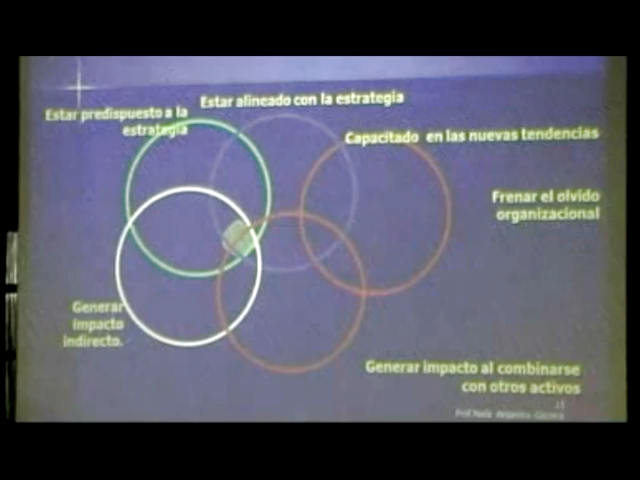 Estar alineado con la estrategia
Estar predispuesto a la
estrategia
Capacitado en las nuevas tendencias
Frenar el olvido
organizacional
Generar
impacto
indirecto.
Generar impacto al combinarse
con otros activos